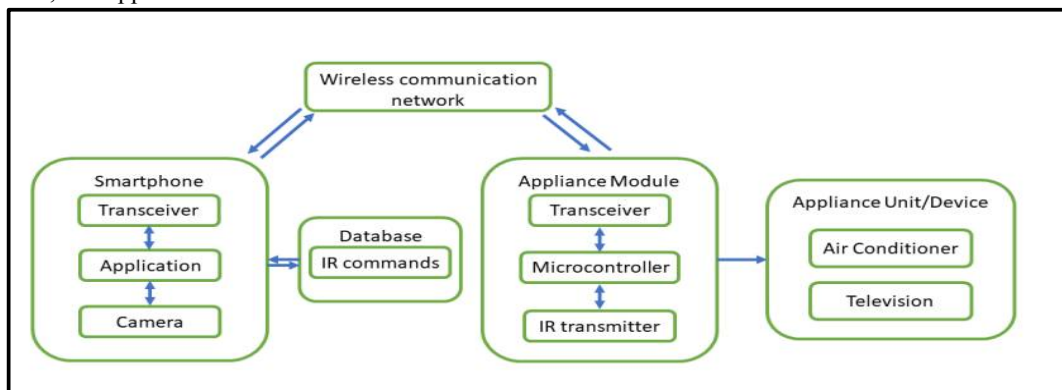 Wireless communication
network
Smartphone
Transceiver
Application
Camera
Database
IR commands
Appliance Module
Transceiver
Microcontroller
IR transmitter
Appliance Unit/Device
Air Conditioner
Television